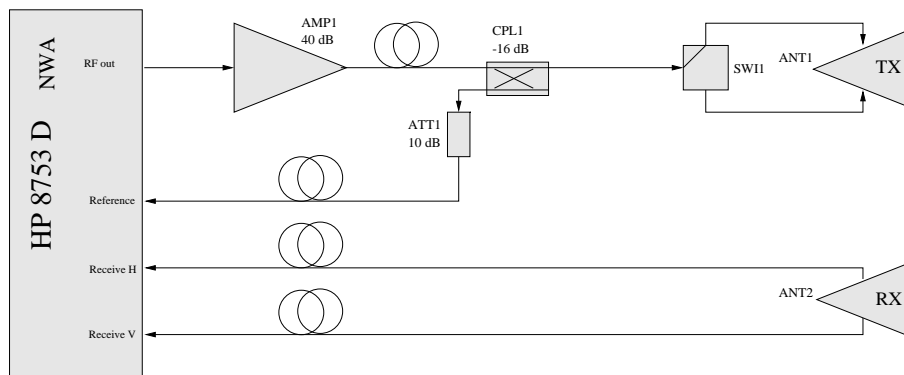 HP 8753 D
NWA
RF out
AMP1
40 dB
CPL1
-16 dB
SWI1
ANT1
TX
ATT1
10 dB
Reference
Receive H
ANT2
RX
Receive V